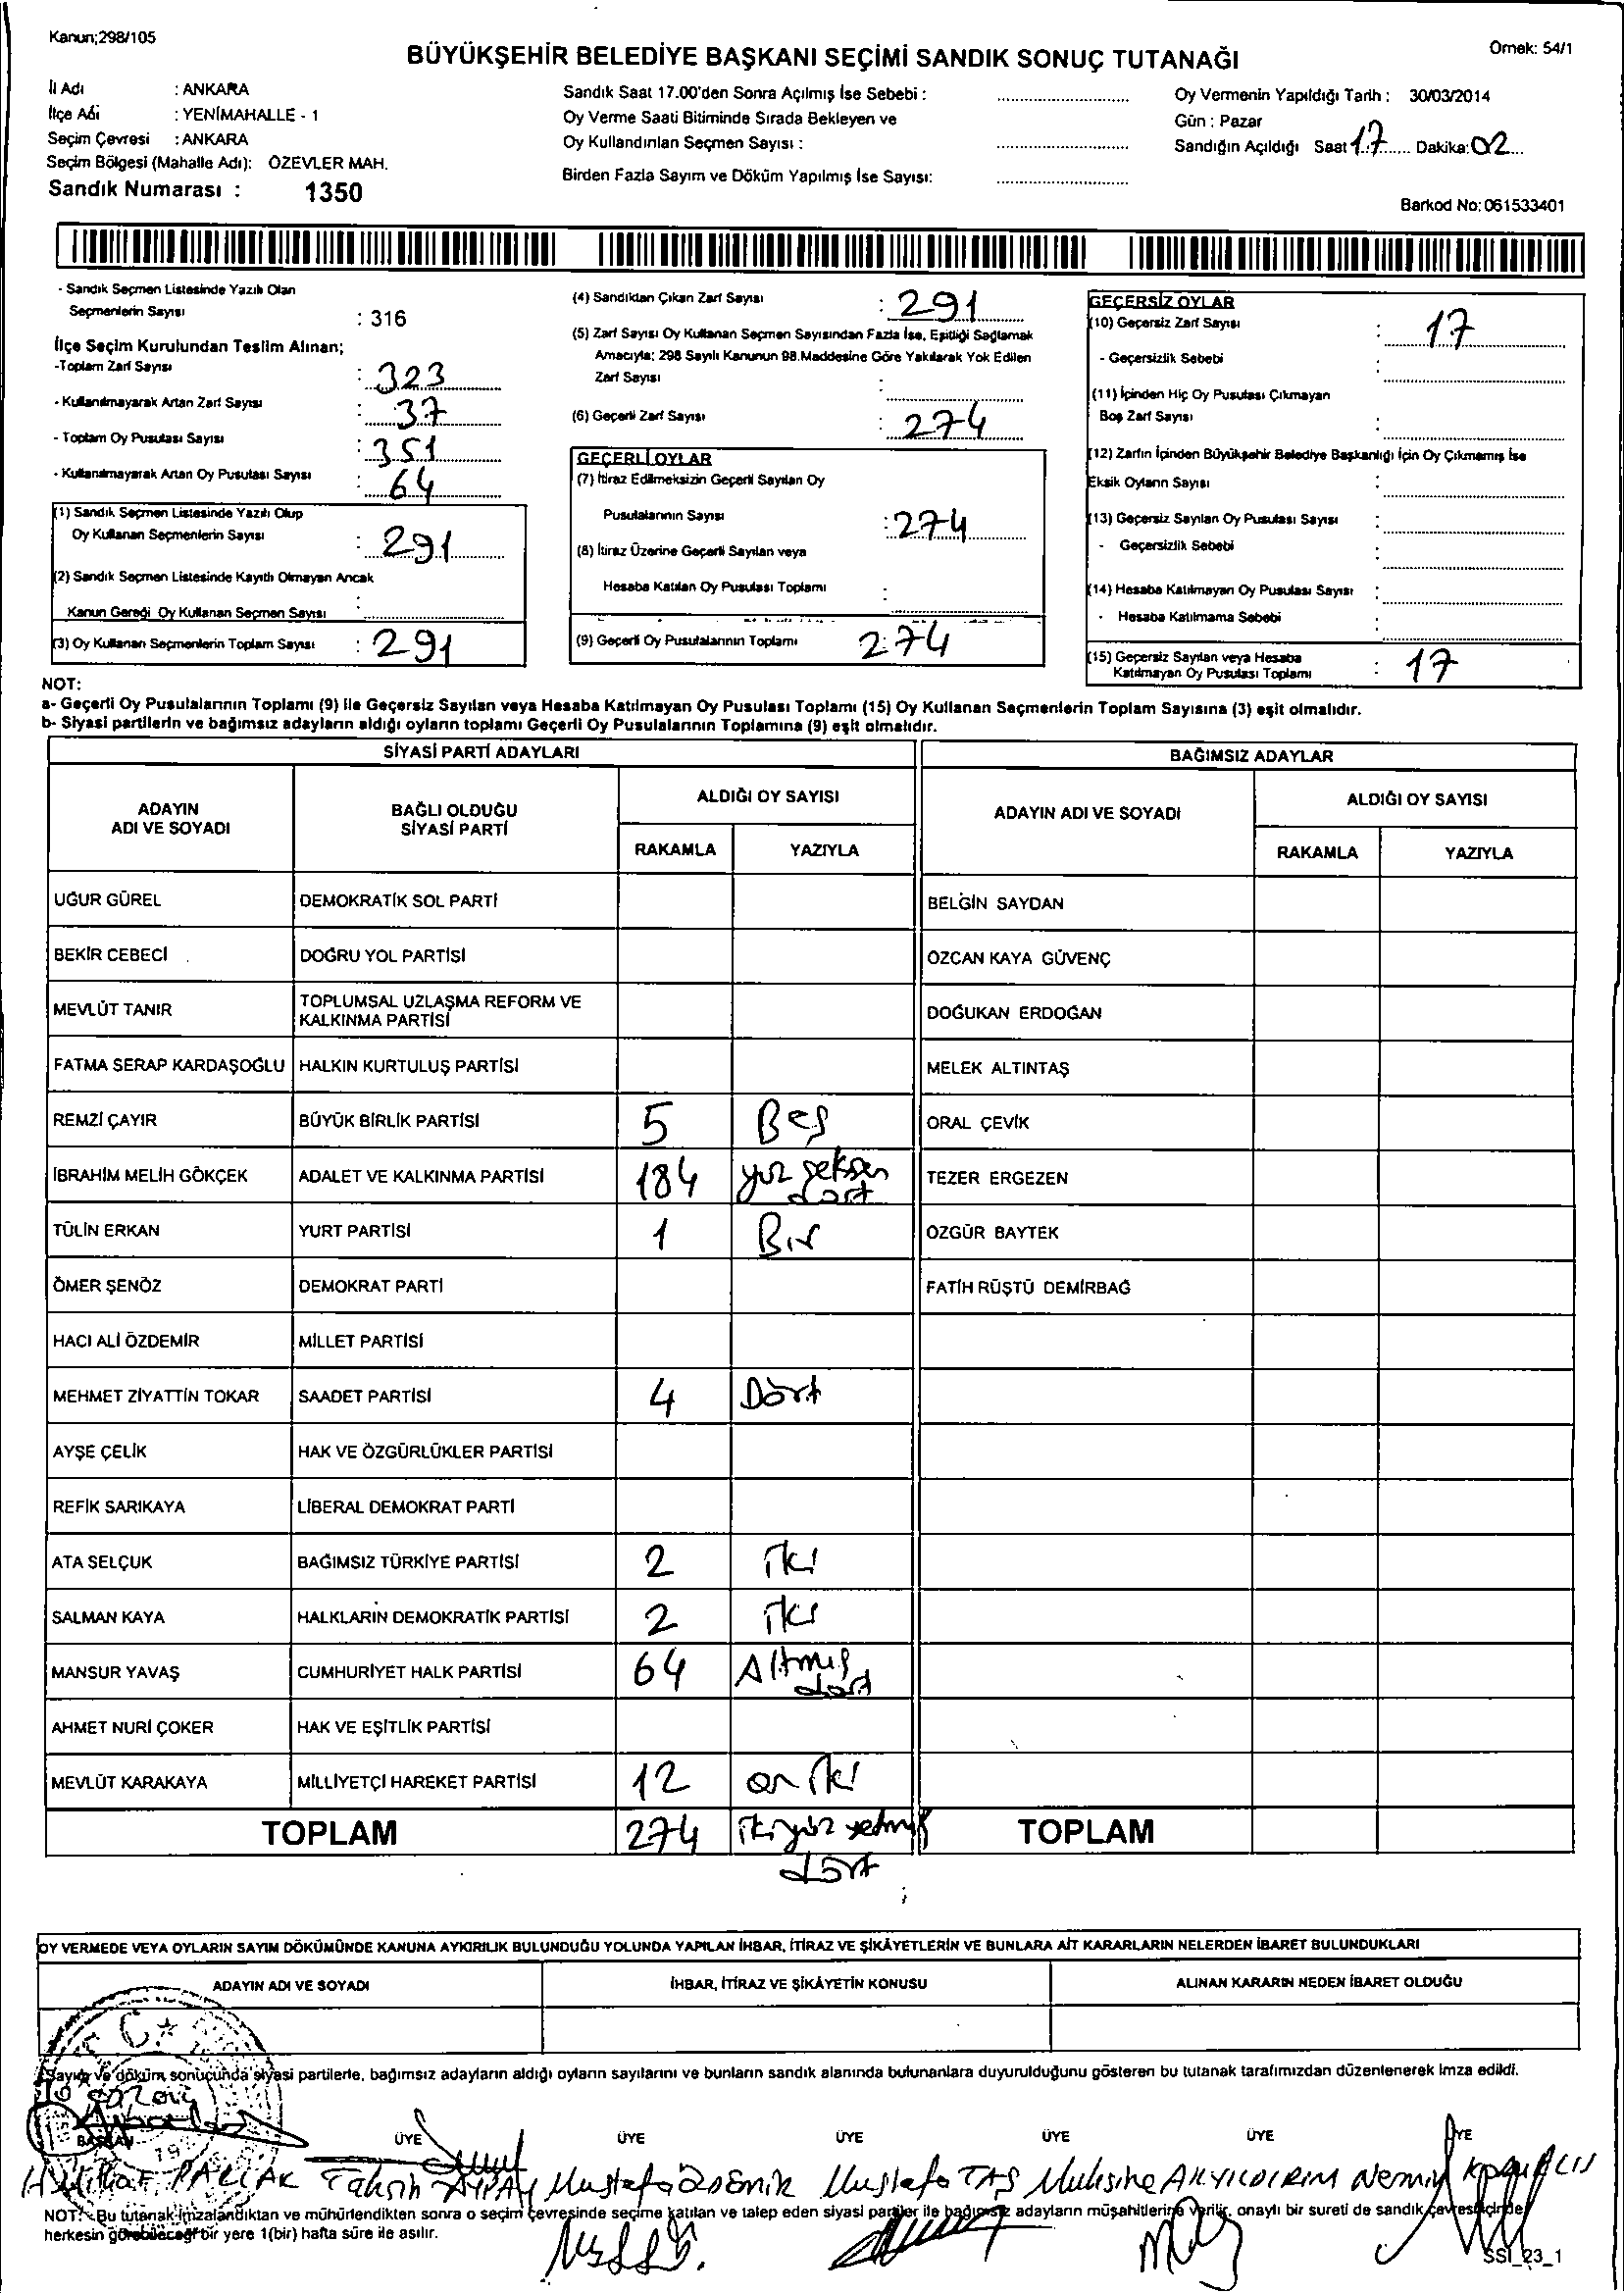 Kanun;298/105
BÜYÜKŞEHİR BELEDİYE BAŞKANI SEÇİMİ SANDIK SONUÇ TUTANAĞI
Örnek: 54/1
İl Adı : ANKARA
İlçe Adı : YENİMAHALLE - 1
Seçim Çevresi : ANKARA
Seçim Bölgesi (Mahalle Adı): ÖZEVLER MAH.
Sandık Numarası : 1350
Sandık Saat 17.00'den Sonra Açılmış İse Sebebi :
Oy Verme Saati Bitiminde Sırada Bekleyen ve
Oy Kullandırılan Seçmen Sayısı :
Birden Fazla Sayım ve Döküm Yapılmış İse Sayısı:
Oy Vermenin Yapıldığı Tarih : 30/03/2014
Gün : Pazar
Sandığın Açıldığı Saat 17 Dakika: 02
Barkod No: 061533401
- Sandık Seçmen Listesinde Yazılı Olan
Seçmenlerin Sayısı : 316
İlçe Seçim Kurulundan Teslim Alınan;
-Toplam Zarf Sayısı : 323
- Kullanılmayarak Artan Zarf Sayısı : 37
- Toplam Oy Pusulası Sayısı : 351
- Kullanılmayarak Artan Oy Pusulası Sayısı : 64
(1) Sandık Seçmen Listesinde Yazılı Olup
Oy Kullanan Seçmenlerin Sayısı : 291
(2) Sandık Seçmen Listesinde Kayıtlı Olmayan Ancak
Kanun Gereği Oy Kullanan Seçmen Sayısı :
(3) Oy Kullanan Seçmenlerin Toplam Sayısı : 291
(4) Sandıktan Çıkan Zarf Sayısı : 291
(5) Zarf Sayısı Oy Kullanan Seçmen Sayısından Fazla İse, Eşitliği Sağlamak
Amacıyla; 298 Sayılı Kanunun 98.Maddesine Göre Yakılarak Yok Edilen
Zarf Sayısı :
(6) Geçerli Zarf Sayısı : 274
GEÇERLİ OYLAR
(7) İtiraz Edilmeksizin Geçerli Sayılan Oy
Pusulalarının Sayısı : 274
(8) İtiraz Üzerine Geçerli Sayılan veya
Hesaba Katılan Oy Pusulası Toplamı :
(9) Geçerli Oy Pusulalarının Toplamı 274
GEÇERSİZ OYLAR
(10) Geçersiz Zarf Sayısı : 17
- Geçersizlik Sebebi :
(11) İçinden Hiç Oy Pusulası Çıkmayan
Boş Zarf Sayısı :
(12) Zarfın İçinden Büyükşehir Belediye Başkanlığı İçin Oy Çıkmamış İse
Eksik Oyların Sayısı :
(13) Geçersiz Sayılan Oy Pusulası Sayısı :
- Geçersizlik Sebebi :
(14) Hesaba Katılmayan Oy Pusulası Sayısı :
- Hesaba Katılmama Sebebi :
(15) Geçersiz Sayılan veya Hesaba
Katılmayan Oy Pusulası Toplamı : 17
NOT:
a- Geçerli Oy Pusulalarının Toplamı (9) ile Geçersiz Sayılan veya Hesaba Katılmayan Oy Pusulası Toplamı (15) Oy Kullanan Seçmenlerin Toplam Sayısına (3) eşit olmalıdır.
b- Siyasi partilerin ve bağımsız adayların aldığı oyların toplamı Geçerli Oy Pusulalarının Toplamına (9) eşit olmalıdır.
SİYASİ PARTİ ADAYLARI BAĞIMSIZ ADAYLAR
ADAYIN ADI VE SOYADI BAĞLI OLDUĞU SİYASİ PARTİ ALDIĞI OY SAYISI ADAYIN ADI VE SOYADI ALDIĞI OY SAYISI
RAKAMLA YAZIYLA RAKAMLA YAZIYLA
UĞUR GÜREL DEMOKRATİK SOL PARTİ BELGİN SAYDAN
BEKİR CEBECİ DOĞRU YOL PARTİSİ ÖZCAN KAYA GÜVENÇ
MEVLÜT TANIR TOPLUMSAL UZLAŞMA REFORM VE KALKINMA PARTİSİ DOĞUKAN ERDOĞAN
FATMA SERAP KARDAŞOĞLU HALKIN KURTULUŞ PARTİSİ MELEK ALTINTAŞ
REMZİ ÇAYIR BÜYÜK BİRLİK PARTİSİ 5 Beş ORAL ÇEVİK
İBRAHİM MELİH GÖKÇEK ADALET VE KALKINMA PARTİSİ 184 yüz seksen dört TEZER ERGEZEN
TÜLİN ERKAN YURT PARTİSİ 1 Bir ÖZGÜR BAYTEK
ÖMER ŞENÖZ DEMOKRAT PARTİ FATİH RÜŞTÜ DEMİRBAĞ
HACI ALİ ÖZDEMİR MİLLET PARTİSİ
MEHMET ZİYATTİN TOKAR SAADET PARTİSİ 4 Dört
AYŞE ÇELİK HAK VE ÖZGÜRLÜKLER PARTİSİ
REFİK SARIKAYA LİBERAL DEMOKRAT PARTİ
ATA SELÇUK BAĞIMSIZ TÜRKİYE PARTİSİ 2 iki
SALMAN KAYA HALKLARIN DEMOKRATİK PARTİSİ 2 iki
MANSUR YAVAŞ CUMHURİYET HALK PARTİSİ 64 Altmış dört
AHMET NURİ ÇOKER HAK VE EŞİTLİK PARTİSİ
MEVLÜT KARAKAYA MİLLİYETÇİ HAREKET PARTİSİ 12 on iki
TOPLAM 274 ikiyüz yetmiş dört TOPLAM
OY VERMEDE VEYA OYLARIN SAYIM DÖKÜMÜNDE KANUNA AYKIRILIK BULUNDUĞU YOLUNDA YAPILAN İHBAR, İTİRAZ VE ŞİKÂYETLERİN VE BUNLARA AİT KARARLARIN NELERDEN İBARET BULUNDUKLARI
ADAYIN ADI VE SOYADI İHBAR, İTİRAZ VE ŞİKÂYETİN KONUSU ALINAN KARARIN NEDEN İBARET OLDUĞU
Sayım ve döküm sonucunda siyasi partilerle, bağımsız adayların aldığı oyların sayılarını ve bunların sandık alanında bulunanlara duyurulduğunu gösteren bu tutanak tarafımızdan düzenlenerek imza edildi.
BAŞKAN ÜYE ÜYE ÜYE ÜYE ÜYE ÜYE
PARLAK Tahsin Mustafa Özdemir Mustafa TAŞ Muhsine AKYILDIRIM
NOT: Bu tutanak imzalandıktan ve mühürlendikten sonra o seçim çevresinde seçime katılan ve talep eden siyasi partiler ile bağımsız adayların müşahitlerine verilir, onaylı bir sureti de sandık çevresi içinde
herkesin görebileceği bir yere 1(bir) hafta süre ile asılır.
SSI_23_1